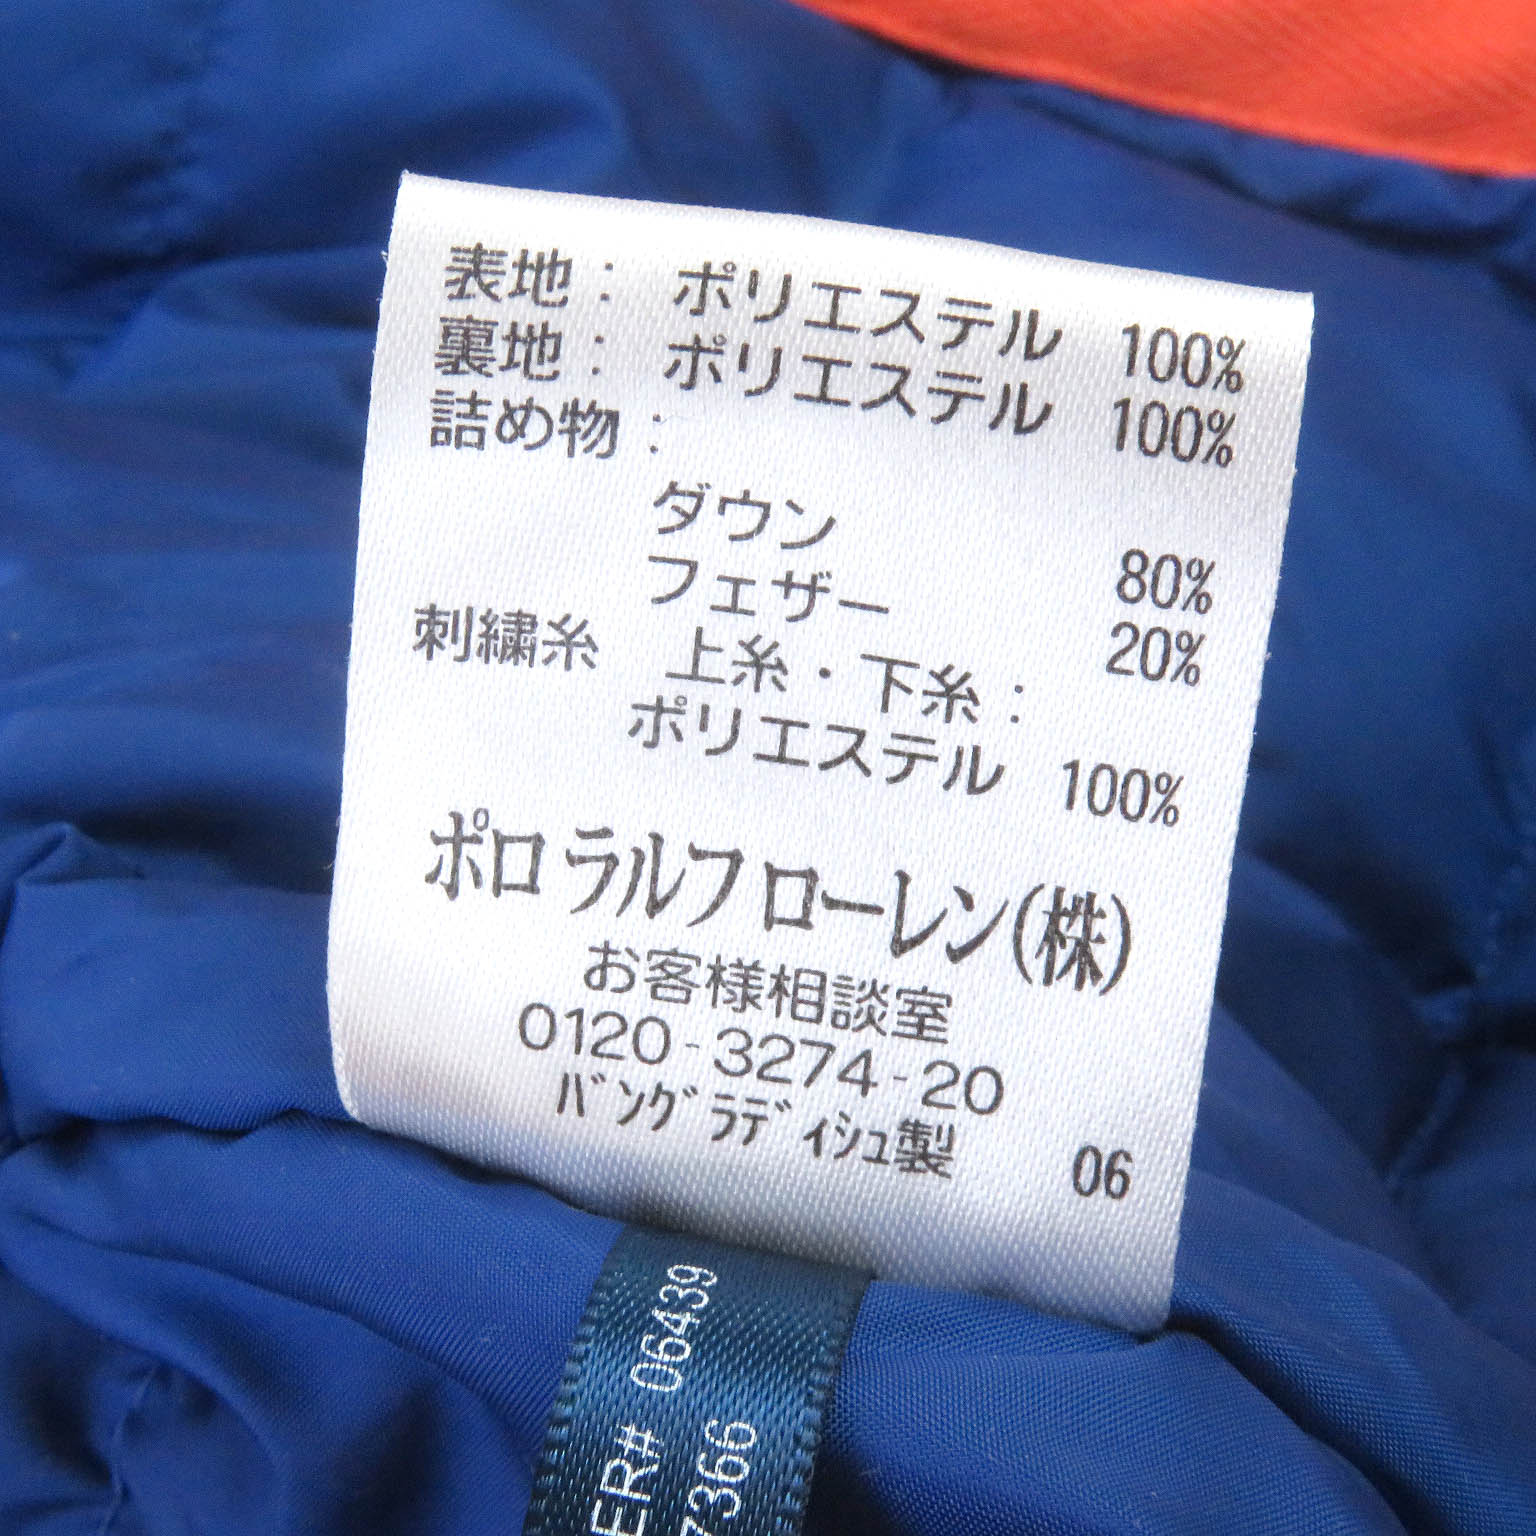 表地： ポリエステル 100%
裏地： ポリエステル 100%
詰め物：
ダウン 80%
フェザー 20%
刺繍糸 上糸・下糸：
ポリエステル 100%
ポロ ラルフ ローレン(株)
お客様相談室
0120-3274-20
ﾊﾞﾝｸﾞﾗﾃﾞｨｼｭ製 06
ER# 06439
7366